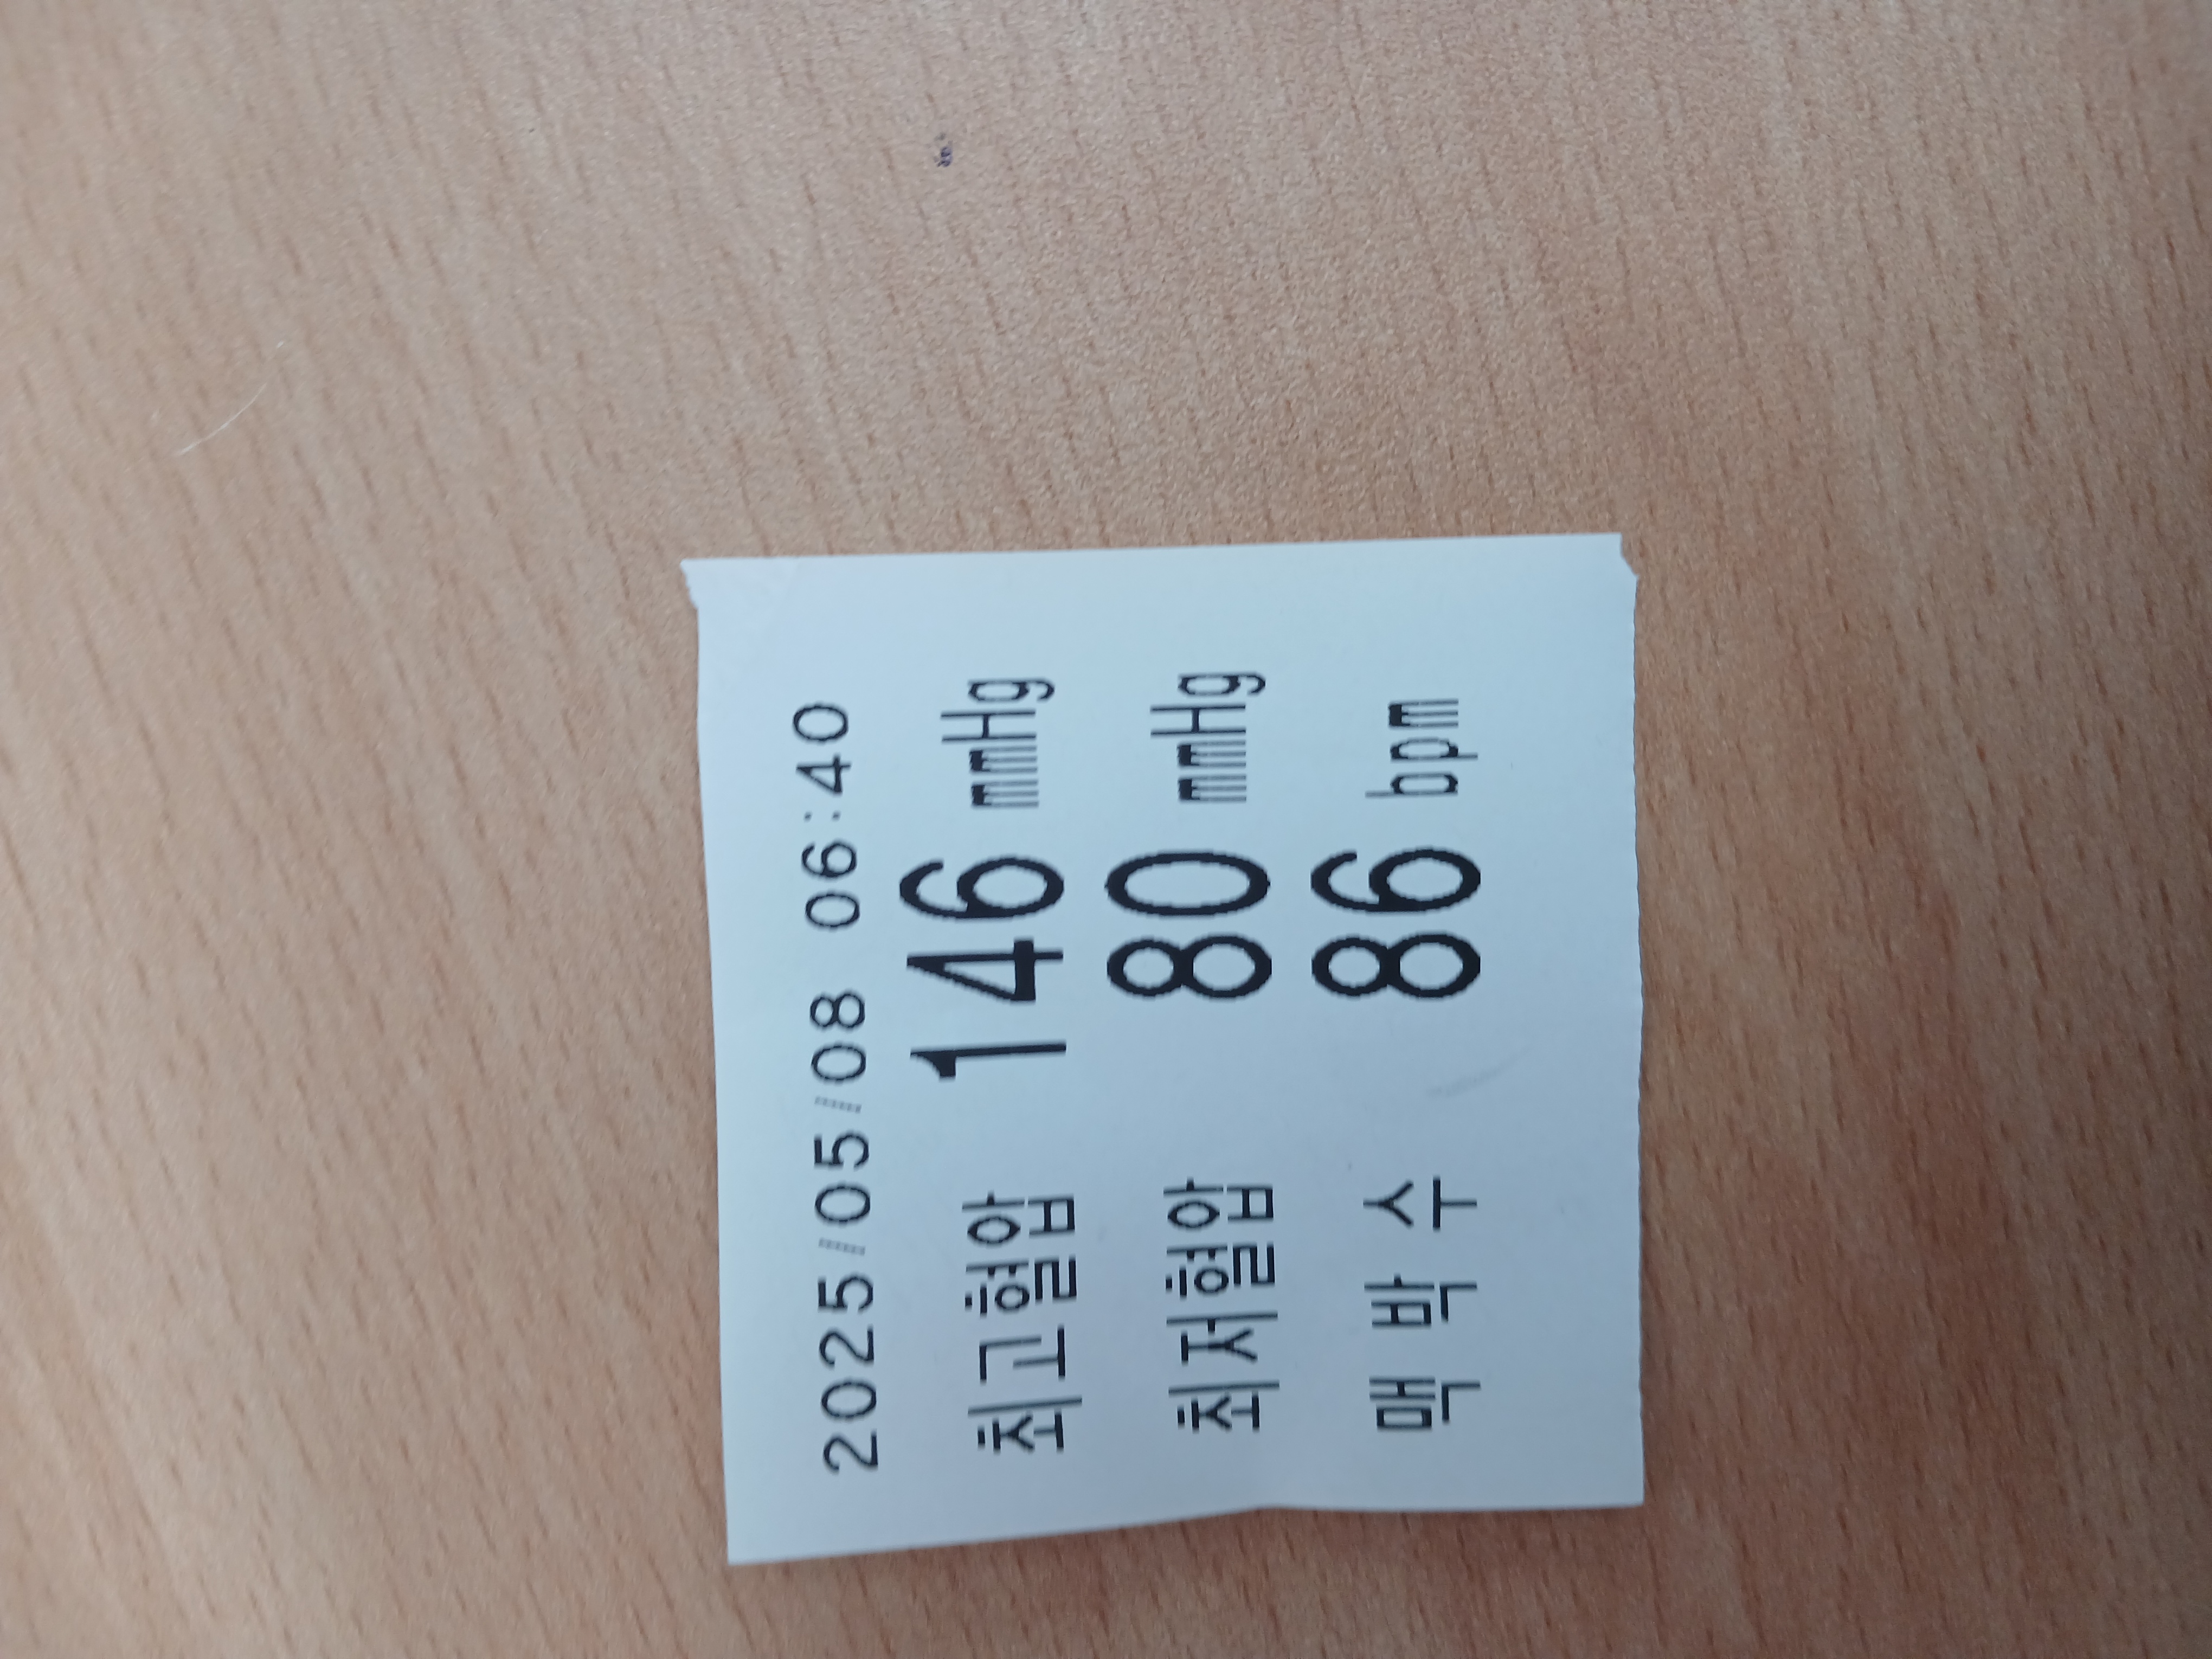 2025/05/08 06:40
최고혈압 146 mmHg
최저혈압 80 mmHg
맥 박 수 86 bpm